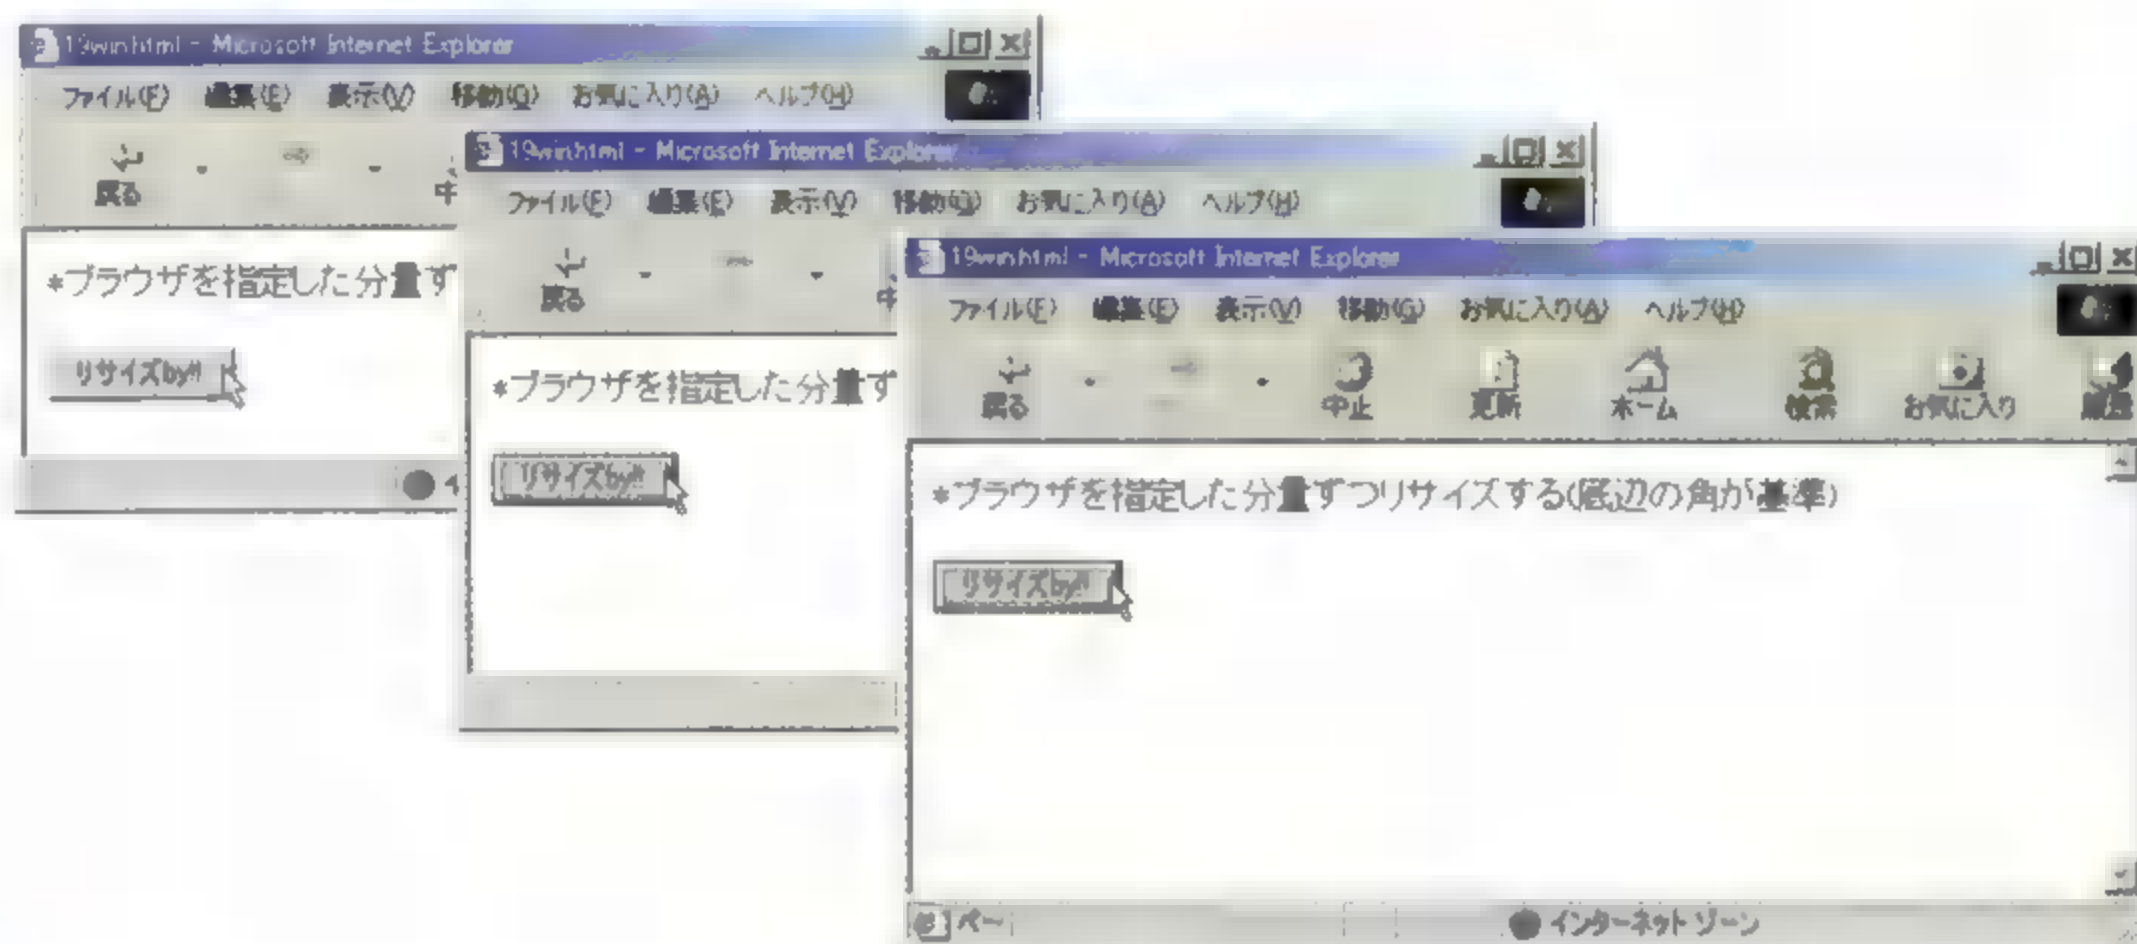 19win.html - Microsoft Internet Explorer
ファイル(F) 編集(E) 表示(V) 移動(G) お気に入り(A) ヘルプ(H)
戻る 中
*ブラウザを指定した分量ず
リサイズby!!
19win.html - Microsoft Internet Explorer
ファイル(F) 編集(E) 表示(V) 移動(G) お気に入り(A) ヘルプ(H)
戻る 中
*ブラウザを指定した分量ず
リサイズby!!
19win.html - Microsoft Internet Explorer
ファイル(F) 編集(E) 表示(V) 移動(G) お気に入り(A) ヘルプ(H)
戻る 中止 更新 ホーム 検索 お気に入り 履歴
*ブラウザを指定した分量ずつリサイズする(底辺の角が基準)
リサイズby!!
ペー インターネット ゾーン